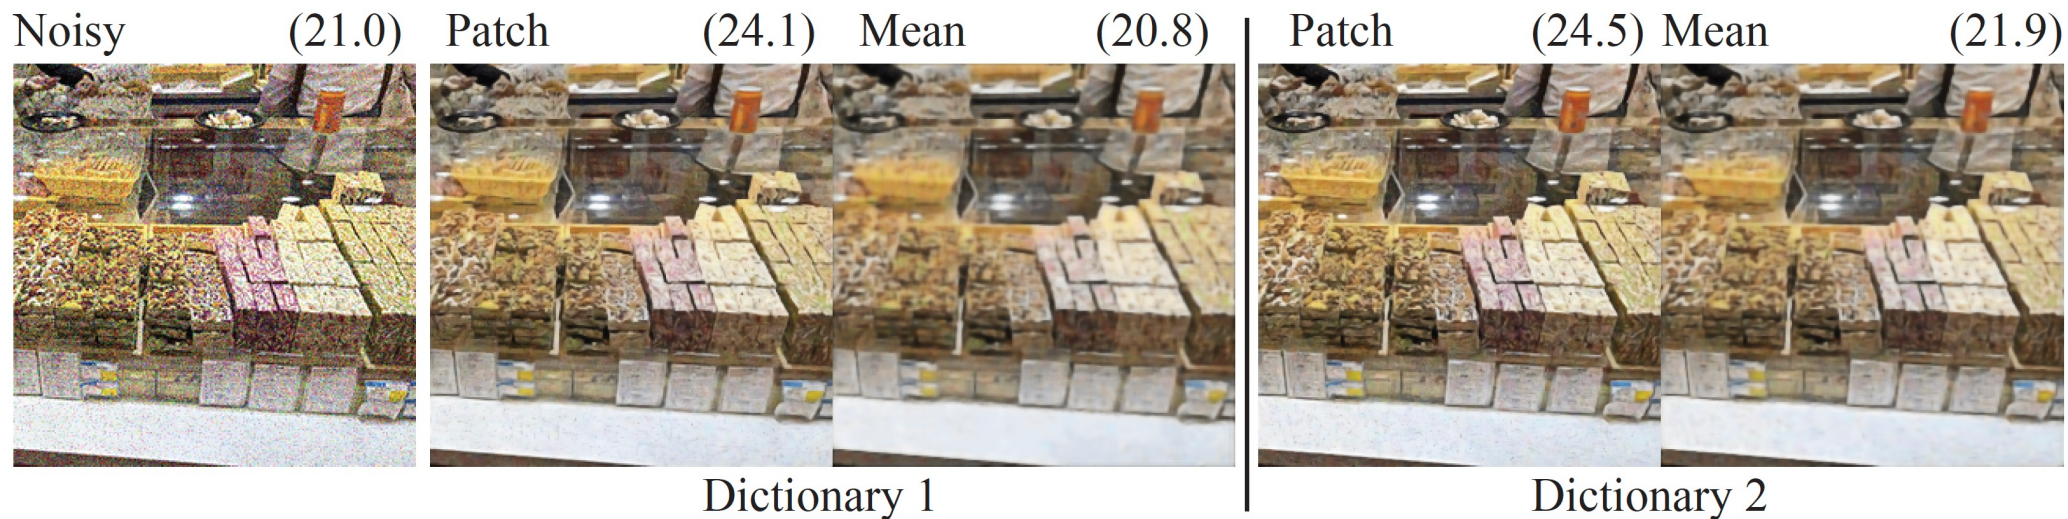 Noisy (21.0) Patch (24.1) Mean (20.8) Patch (24.5) Mean (21.9)
Dictionary 1 Dictionary 2